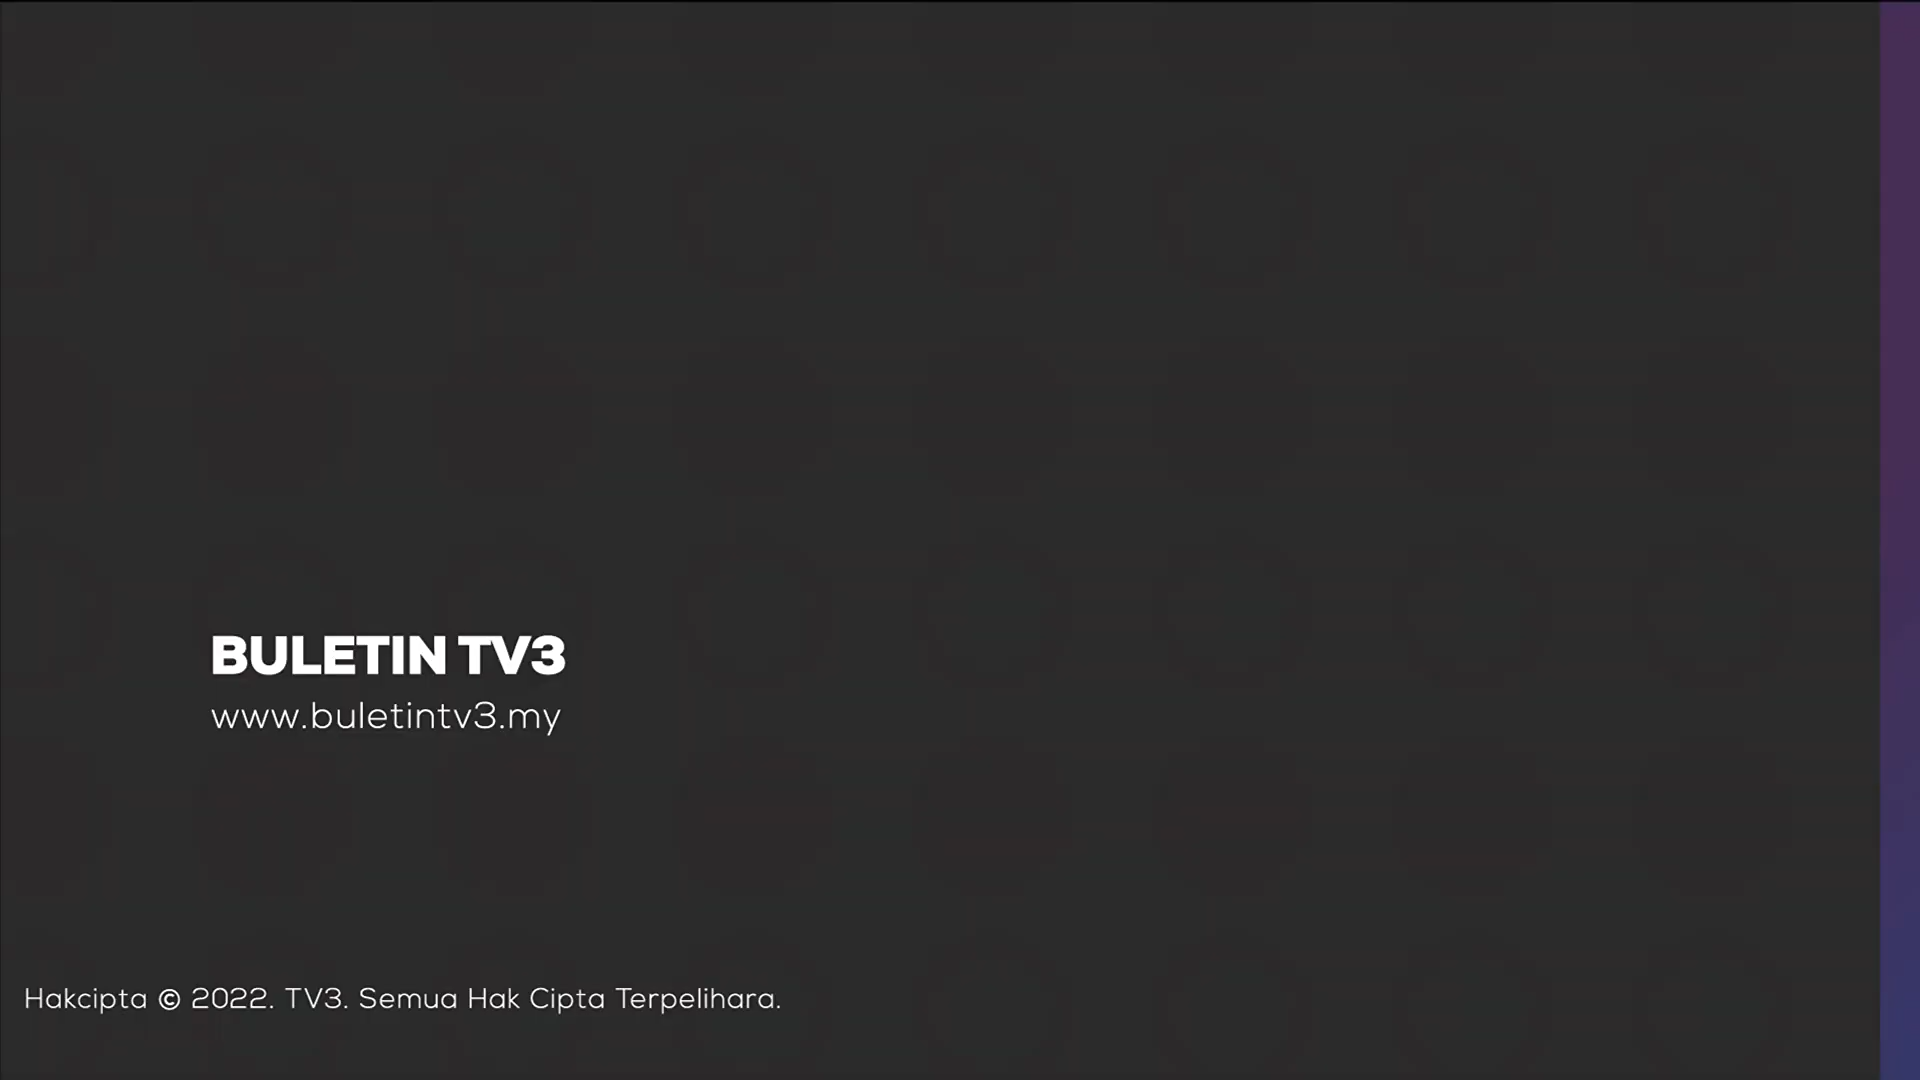 BULETIN TV3
www.buletintv3.my
Hakcipta © 2022. TV3. Semua Hak Cipta Terpelihara.